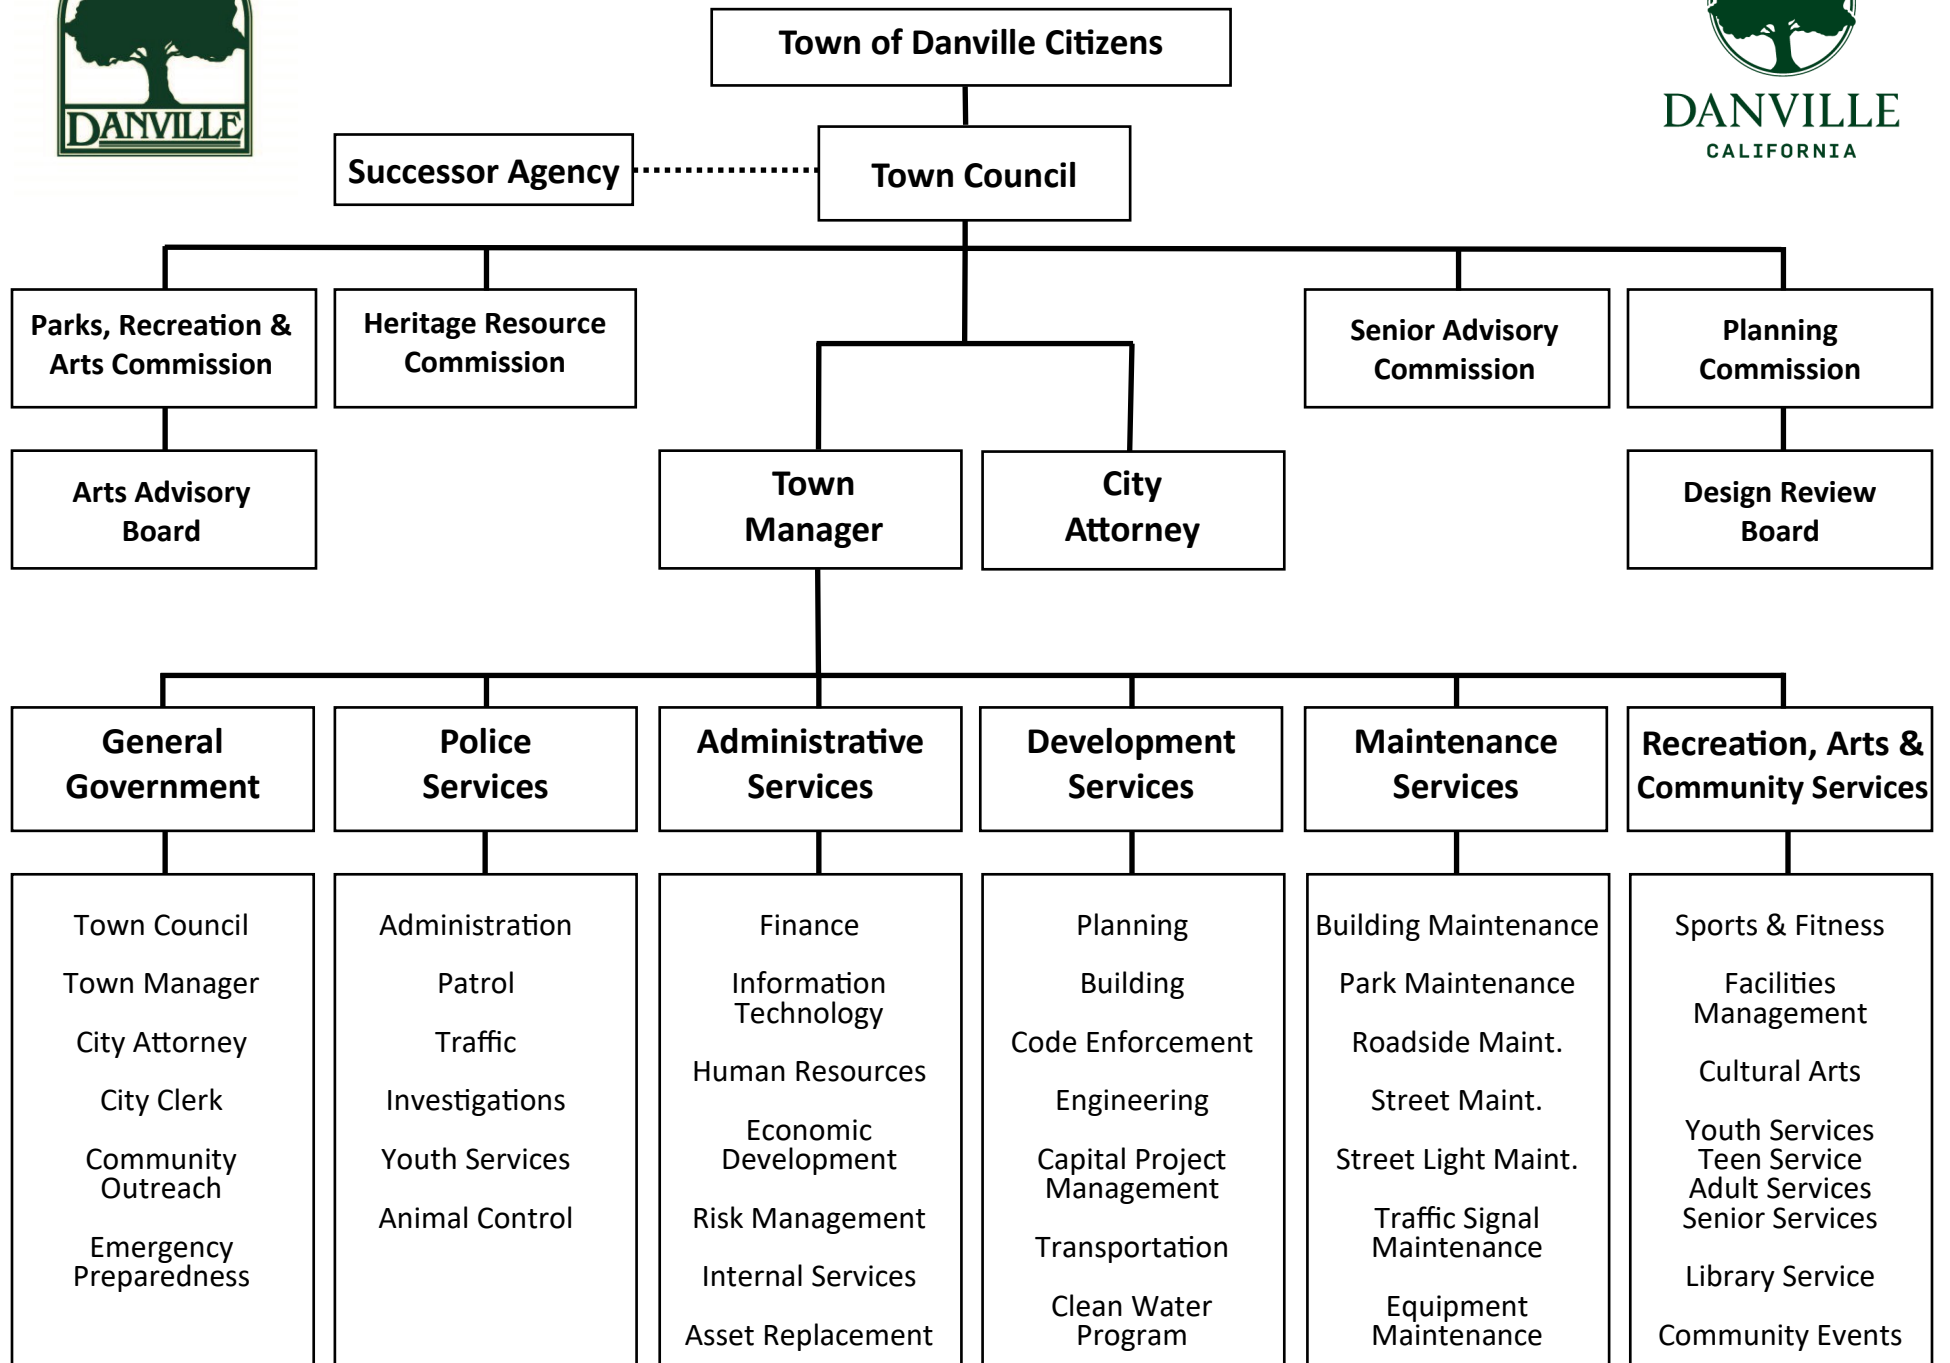 DANVILLE
Town of Danville Citizens
DANVILLE
CALIFORNIA
Successor Agency
Town Council
Parks, Recreation &
Arts Commission
Heritage Resource
Commission
Senior Advisory
Commission
Planning
Commission
Arts Advisory
Board
Town
Manager
City
Attorney
Design Review
Board
General
Government
Police
Services
Administrative
Services
Development
Services
Maintenance
Services
Recreation, Arts &
Community Services
Town Council
Town Manager
City Attorney
City Clerk
Community
Outreach
Emergency
Preparedness
Administration
Patrol
Traffic
Investigations
Youth Services
Animal Control
Finance
Information
Technology
Human Resources
Economic
Development
Risk Management
Internal Services
Asset Replacement
Planning
Building
Code Enforcement
Engineering
Capital Project
Management
Transportation
Clean Water
Program
Building Maintenance
Park Maintenance
Roadside Maint.
Street Maint.
Street Light Maint.
Traffic Signal
Maintenance
Equipment
Maintenance
Sports & Fitness
Facilities
Management
Cultural Arts
Youth Services
Teen Service
Adult Services
Senior Services
Library Service
Community Events